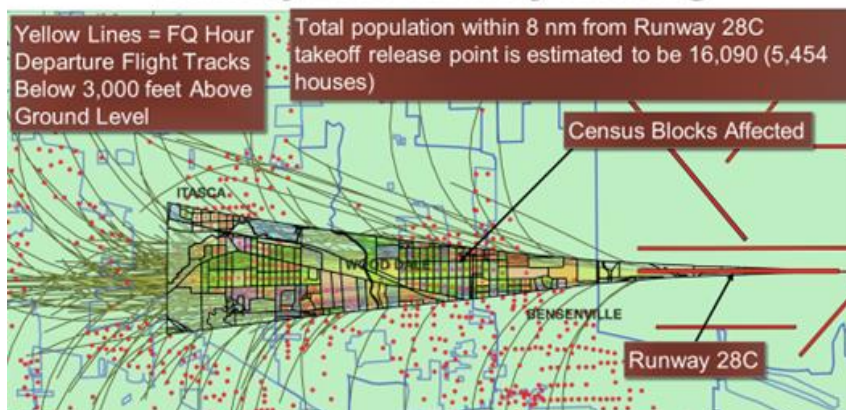 Yellow Lines = FQ Hour
Departure Flight Tracks
Below 3,000 feet Above
Ground Level
Total population within 8 nm from Runway 28C
takeoff release point is estimated to be 16,090 (5,454
houses)
Census Blocks Affected
ITASCA
WOOD DALE
BENSENVILLE
Runway 28C